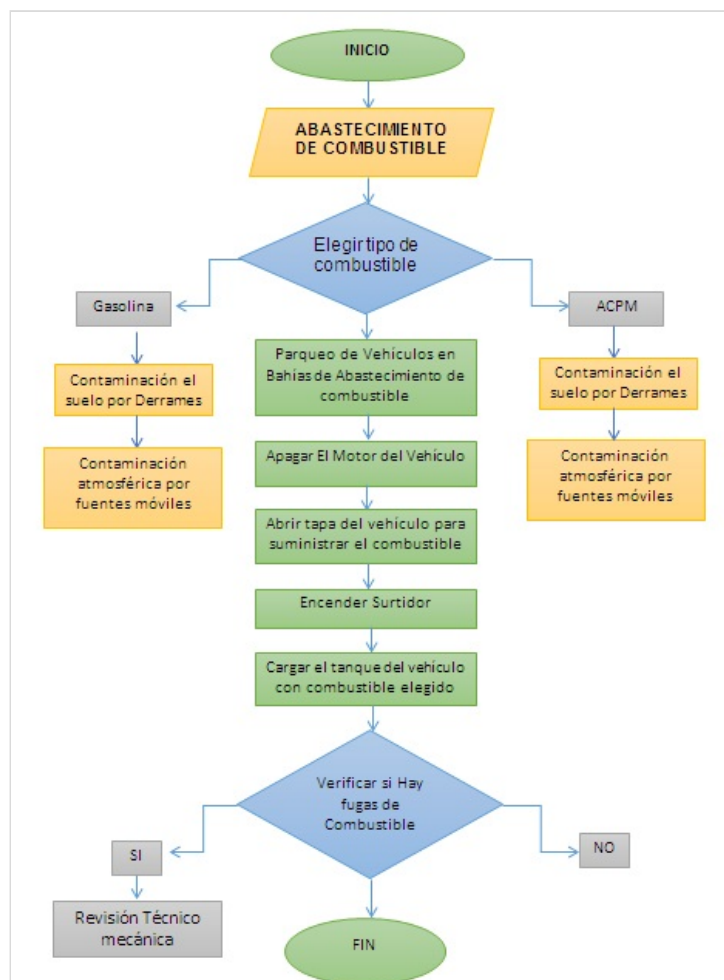 INICIO
ABASTECIMIENTO
DE COMBUSTIBLE
Elegir tipo de
combustible
Gasolina
ACPM
Contaminación el
suelo por Derrames
Contaminación
atmosférica por
fuentes móviles
Parqueo de Vehículos en
Bahías de Abastecimiento de
combustible
Contaminación el
suelo por Derrames
Contaminación
atmosférica por
fuentes móviles
Apagar El Motor del Vehículo
Abrir tapa del vehículo para
suministrar el combustible
Encender Surtidor
Cargar el tanque del vehículo
con combustible elegido
Verificar si Hay
fugas de
Combustible
SI
NO
Revisión Técnico
mecánica
FIN